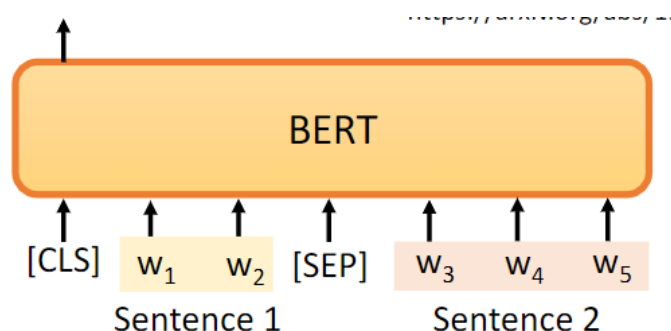 BERT
[CLS] w₁ w₂ [SEP] w₃ w₄ w₅
Sentence 1 Sentence 2